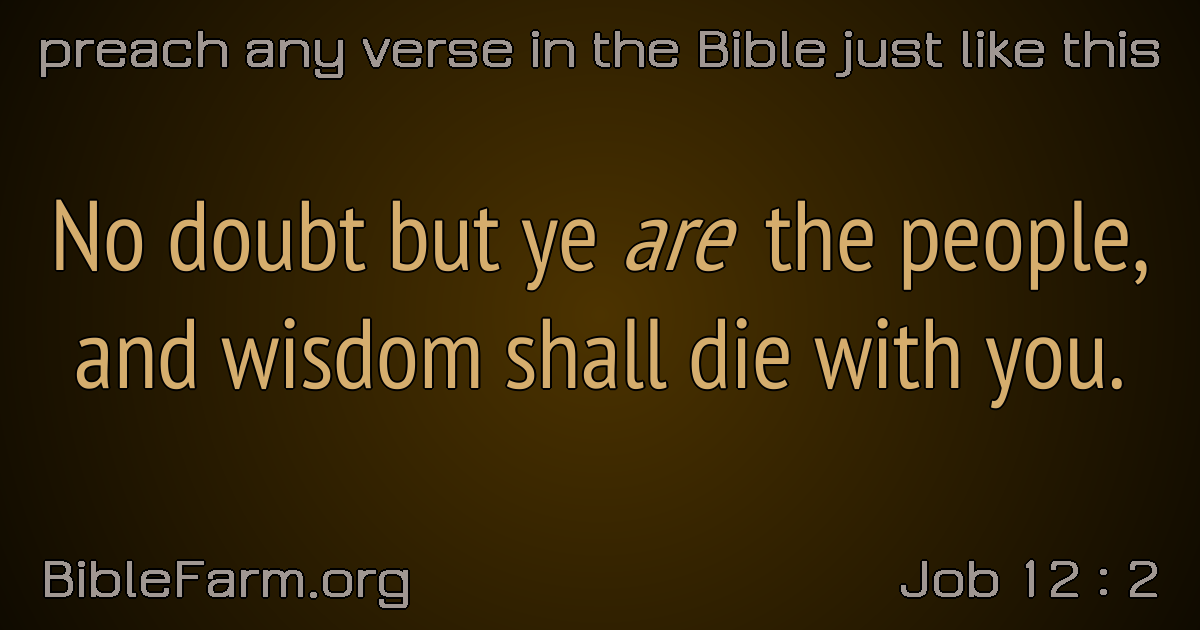 preach any verse in the Bible just like this
No doubt but ye are the people,
and wisdom shall die with you.
BibleFarm.org
Job 12 : 2